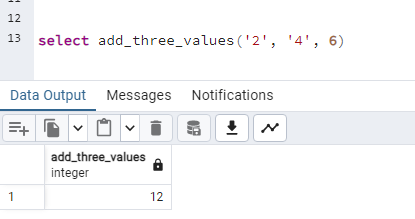 12
13 select add_three_values('2', '4', 6)
Data Output Messages Notifications
add_three_values
integer
1 12